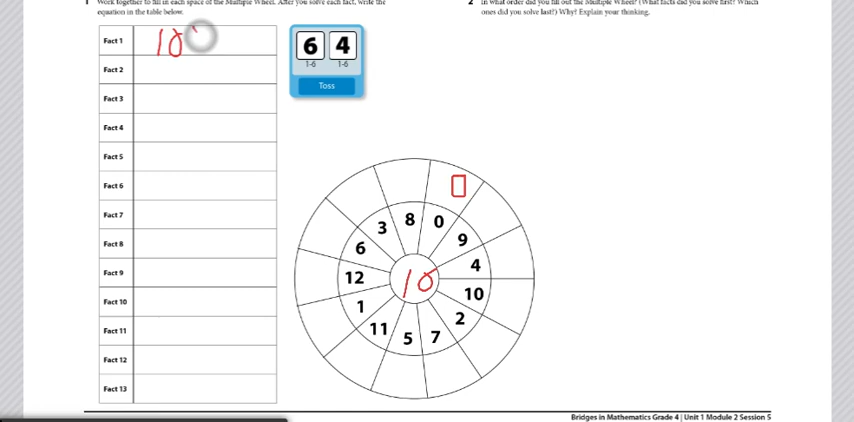 1 Work together to fill in each space of the Multiple Wheel. After you solve each fact, write the
equation in the table below.
2 In what order did you fill out the Multiple Wheel? (What facts did you solve first? Which
ones did you solve last?) Why? Explain your thinking.
Fact 1 10
Fact 2
Fact 3
Fact 4
Fact 5
Fact 6
Fact 7
Fact 8
Fact 9
Fact 10
Fact 11
Fact 12
Fact 13
6 4
1-6 1-6
Toss
0
8 0
3 9
6 4
12 10 10
1 2
11 5 7
Bridges in Mathematics Grade 4 | Unit 1 Module 2 Session 5